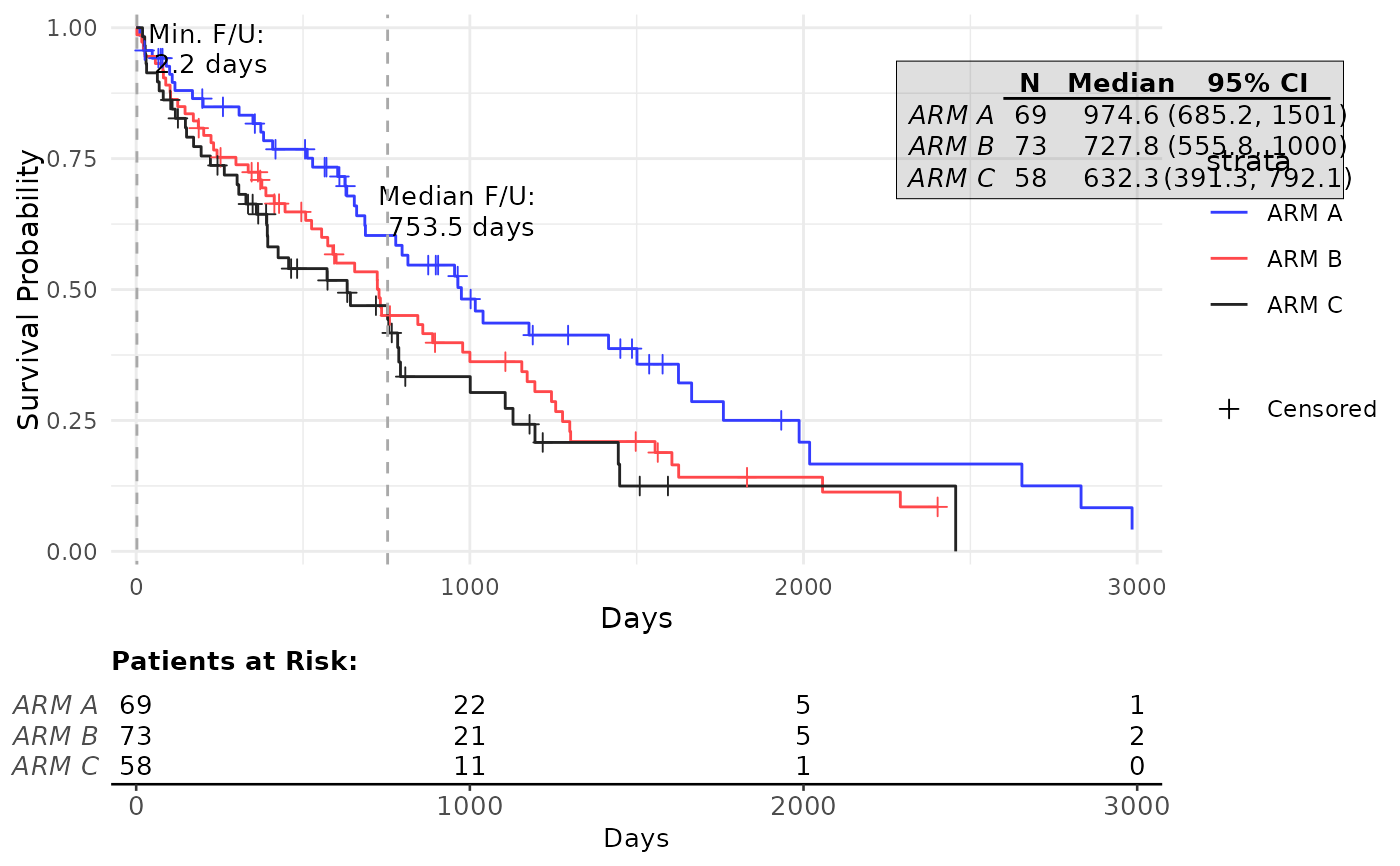 1.00
0.75
0.50
0.25
0.00
Survival Probability
Min. F/U:
2.2 days
Median F/U:
753.5 days
N Median 95% CI
ARM A 69 974.6 (685.2, 1501)
ARM B 73 727.8 (555.8, 1000)
ARM C 58 632.3 (391.3, 792.1)
strata
ARM A
ARM B
ARM C
Censored
0 1000 2000 3000
Days
Patients at Risk:
ARM A 69 22 5 1
ARM B 73 21 5 2
ARM C 58 11 1 0
0 1000 2000 3000
Days